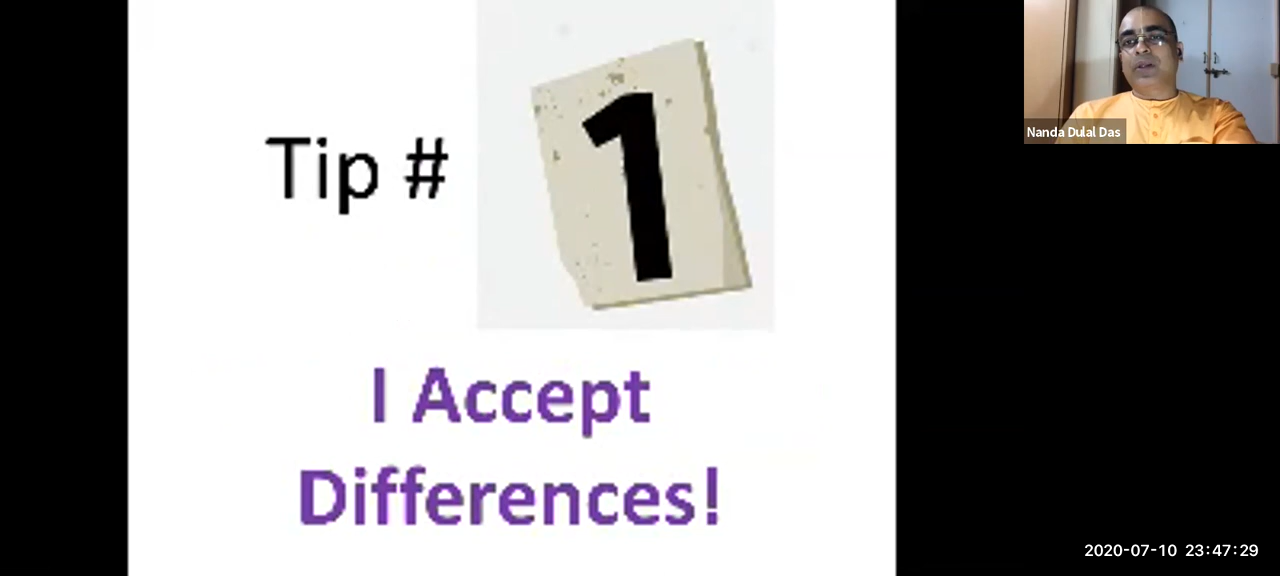 Tip # 1
I Accept
Differences!
Nanda Dulal Das
2020-07-10 23:47:29